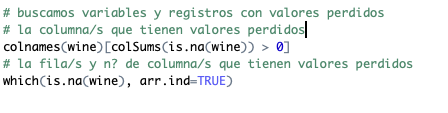 # buscamos variables y registros con valores perdidos
# la columna/s que tienen valores perdidos
colnames(wine)[colSums(is.na(wine)) > 0]
# la fila/s y n? de columna/s que tienen valores perdidos
which(is.na(wine), arr.ind=TRUE)